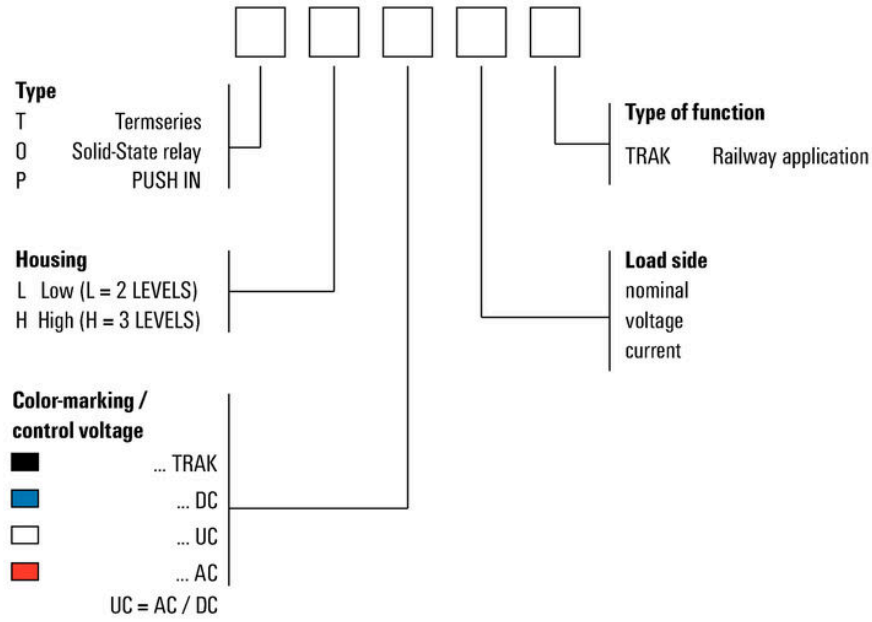 Type
T Termseries
O Solid-State relay
P PUSH IN
Housing
L Low (L = 2 LEVELS)
H High (H = 3 LEVELS)
Color-marking /
control voltage
... TRAK
... DC
... UC
... AC
UC = AC / DC
Type of function
TRAK Railway application
Load side
nominal
voltage
current